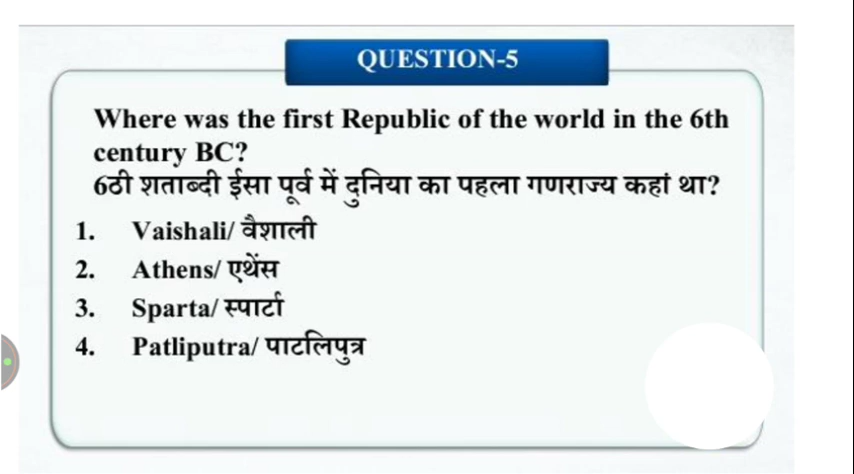 QUESTION-5
Where was the first Republic of the world in the 6th
century BC?
6ठी शताब्दी ईसा पूर्व में दुनिया का पहला गणराज्य कहां था?
1. Vaishali/ वैशाली
2. Athens/ एथेंस
3. Sparta/ स्पार्टा
4. Patliputra/ पाटलिपुत्र